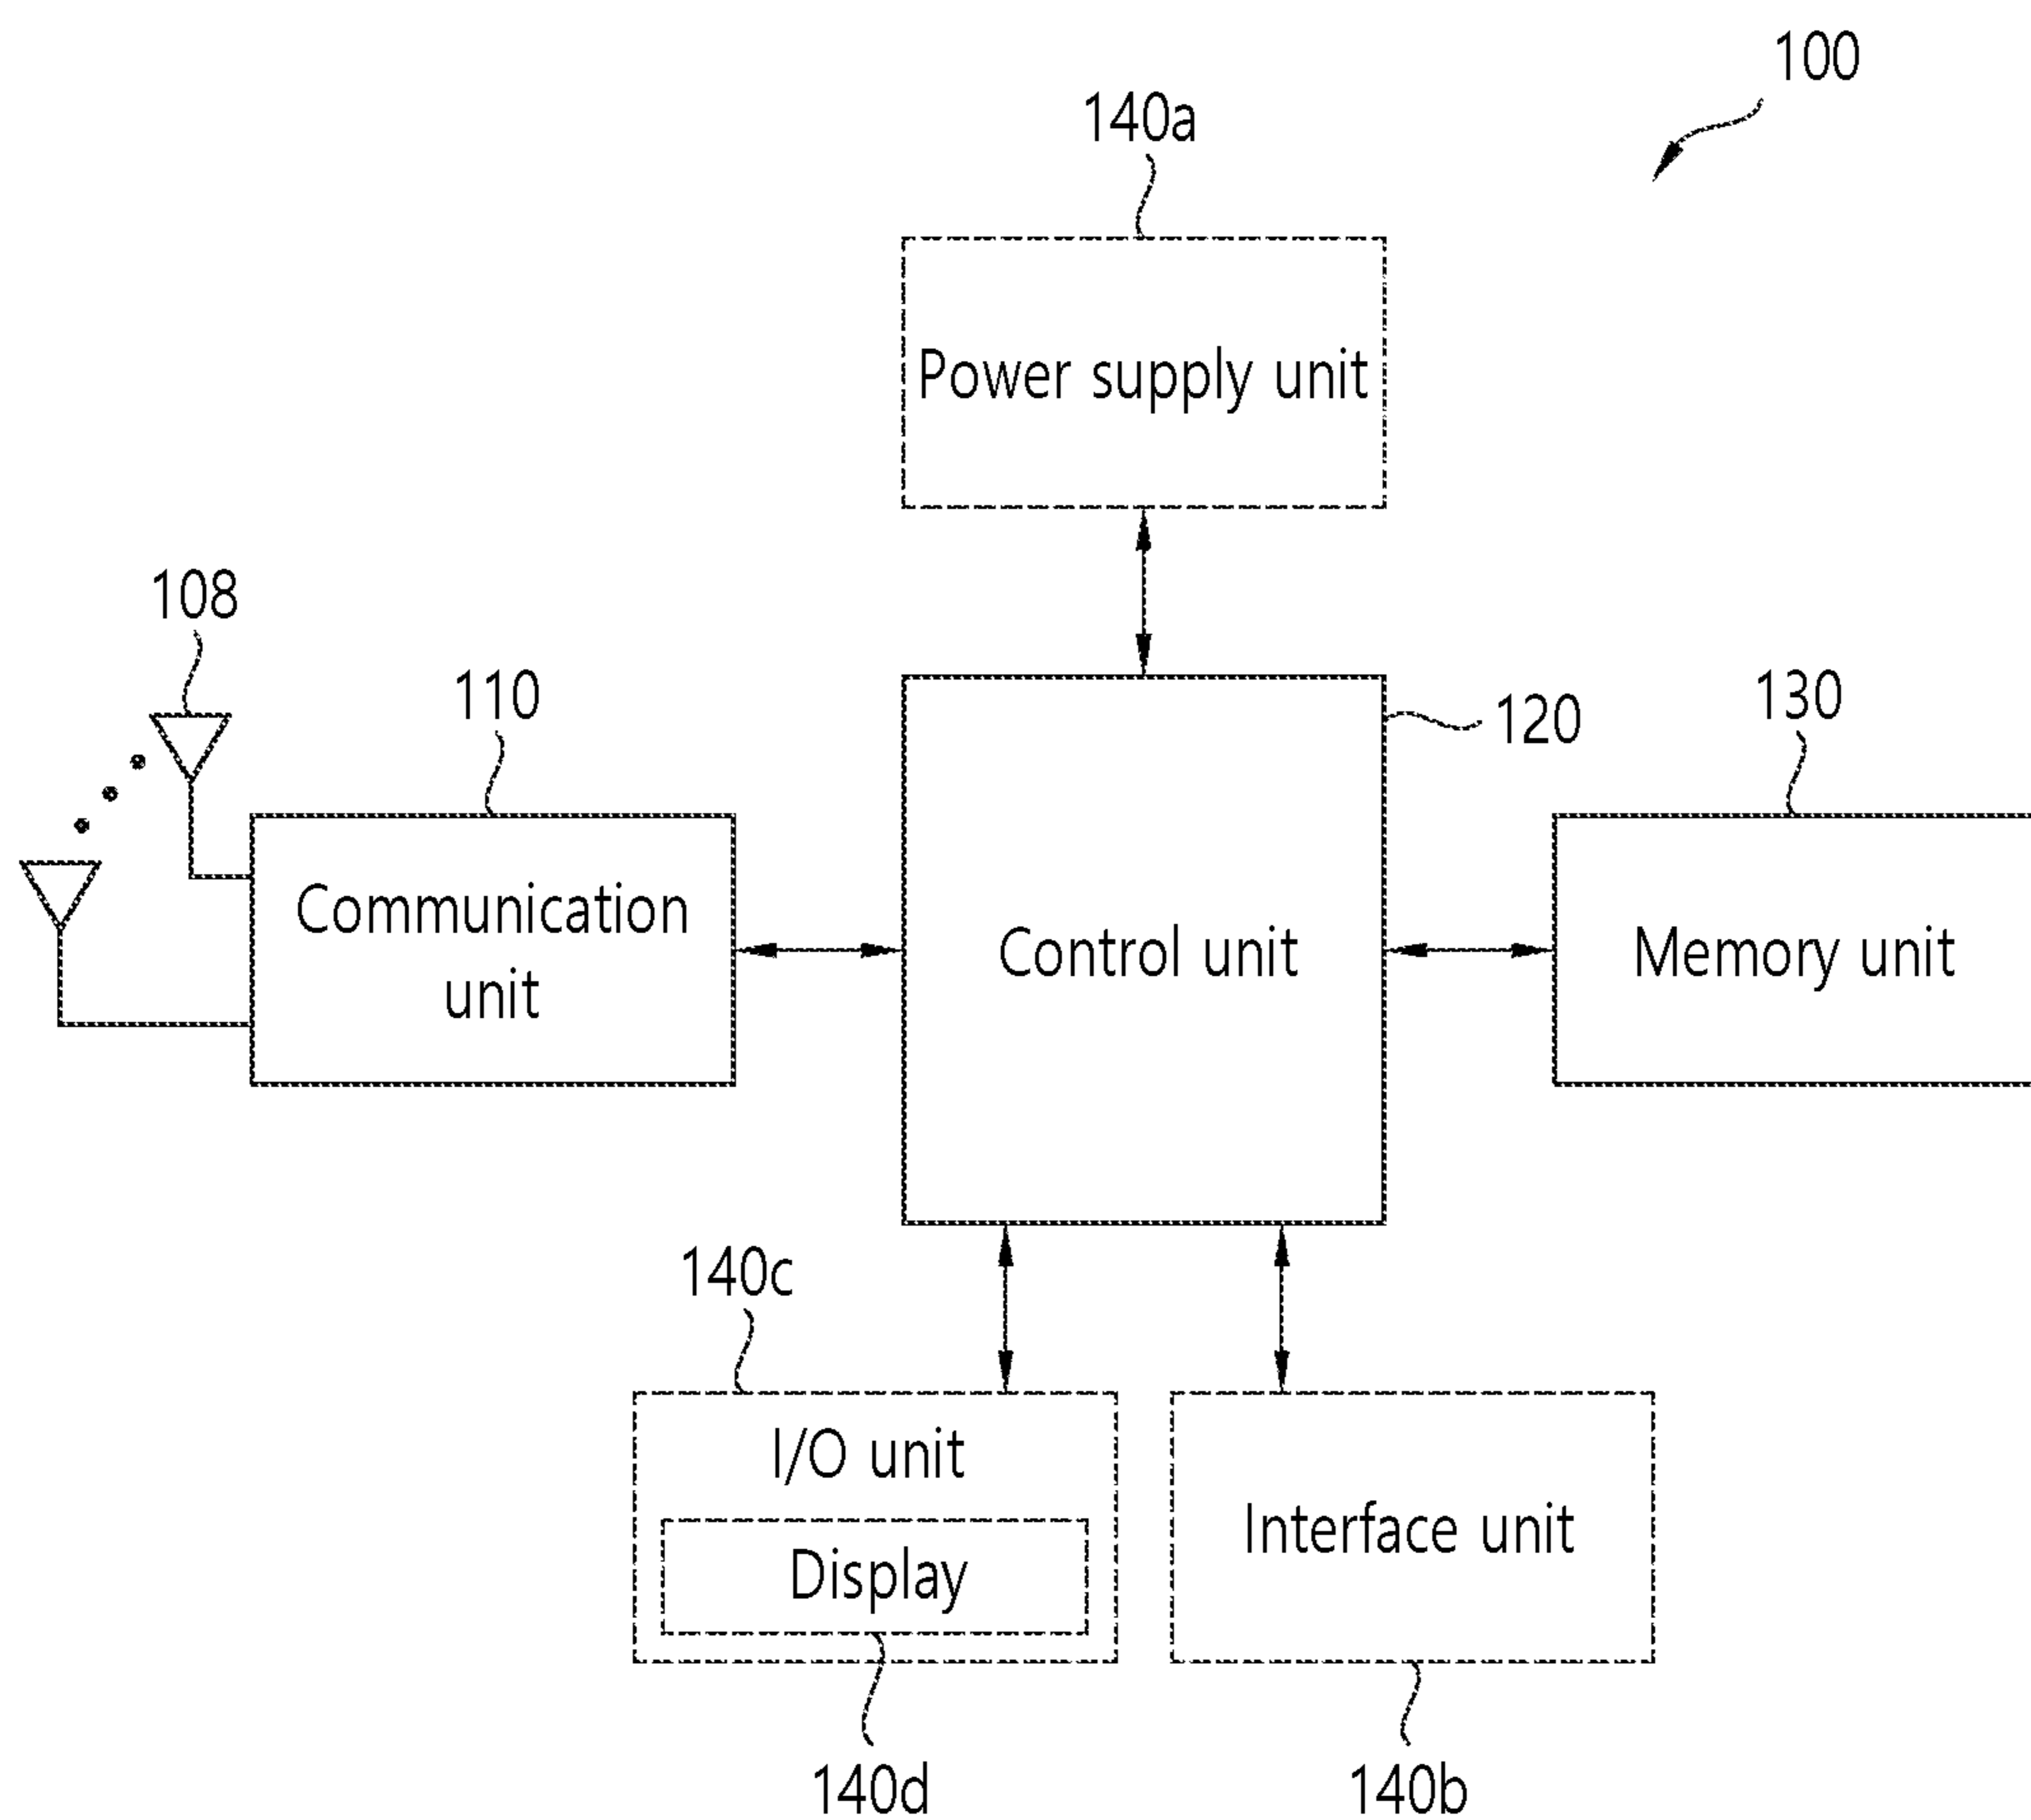 100
140a
Power supply unit
108
110
120
130
Communication
unit
Control unit
Memory unit
140c
I/O unit
Display
Interface unit
140d
140b